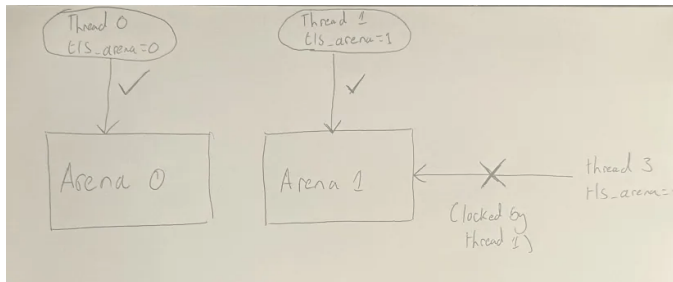 Thread 0
tls_arena=0
Thread 1
tls_arena=1
Arena 0
Arena 1
thread 3
tls_arena=
(locked by
thread 1)